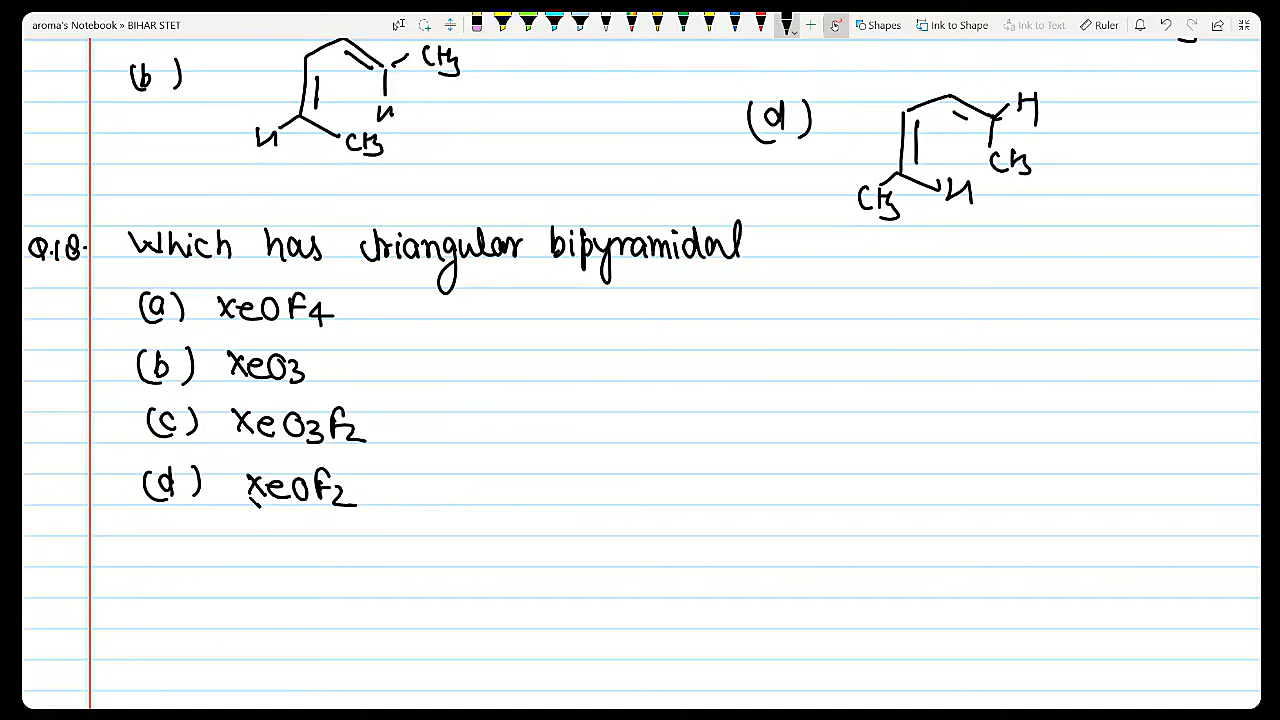 aroma's Notebook » BIHAR STET
Shapes
Ink to Shape
Ink to Text
Ruler
(b)
CH3
H
H
CH3
(d)
H
CH3
CH3
H
Q.18. Which has triangular bipyramidal
(a) XeOF4
(b) XeO3
(c) XeO3F2
(d) XeOF2